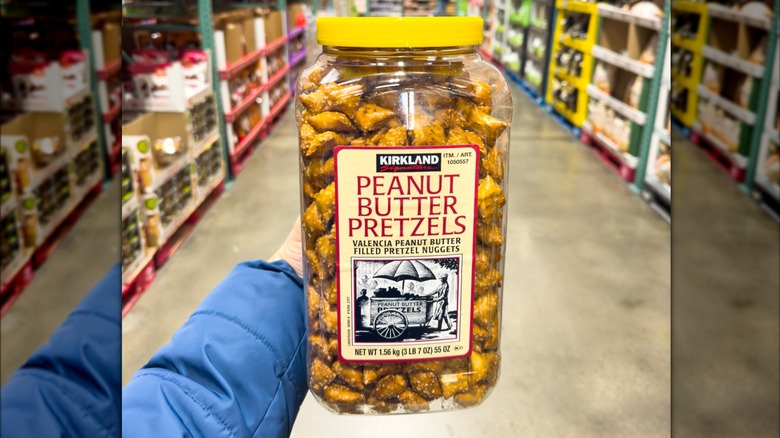 KIRKLAND
Signature
ITM. / ART.
1050557
PEANUT
BUTTER
PRETZELS
VALENCIA PEANUT BUTTER
FILLED PRETZEL NUGGETS
PEANUT BUTTER
PRETZELS
NET WT 1.56 kg (3 LB 7 OZ) 55 OZ